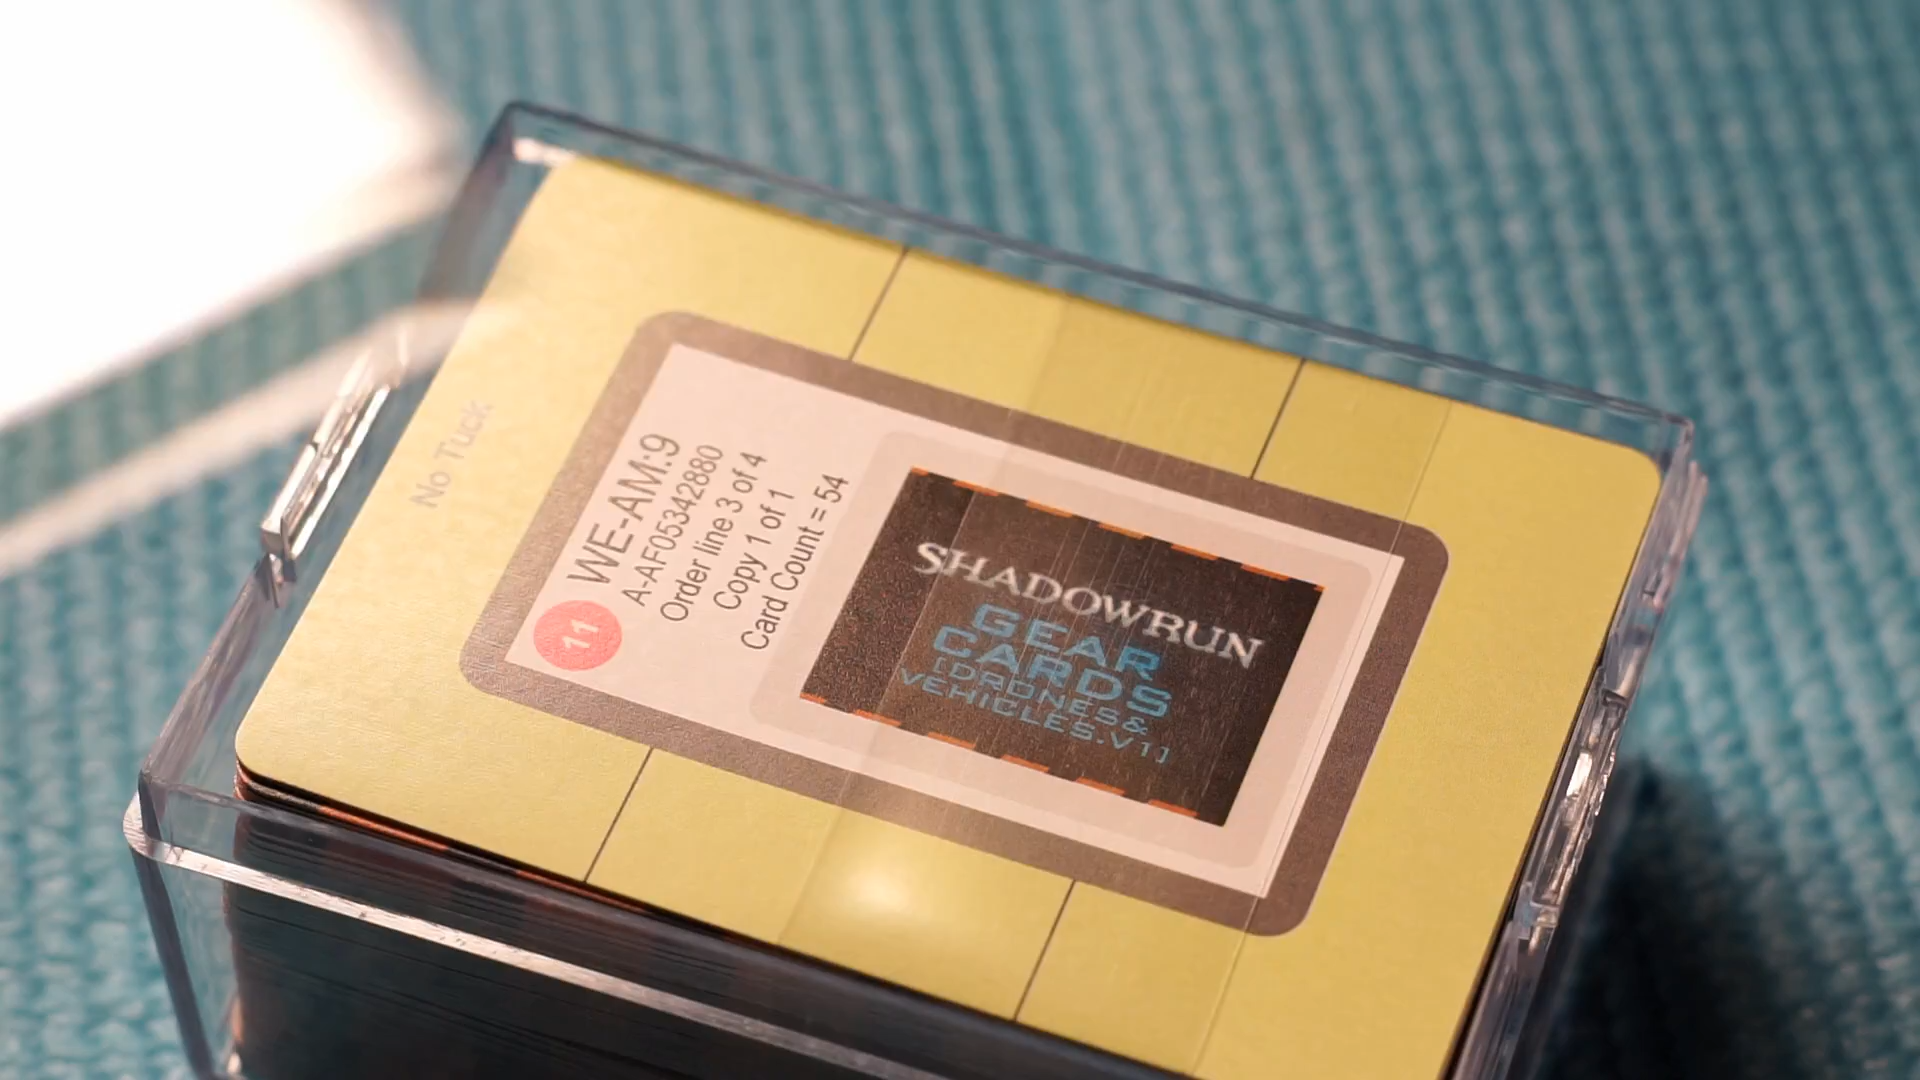 No Tuck
11
WE-AM:9
A-AF05342880
Order line 3 of 4
Copy 1 of 1
Card Count = 54
SHADOWRUN
GEAR
CARDS
[DRONES&
VEHICLES.V1]